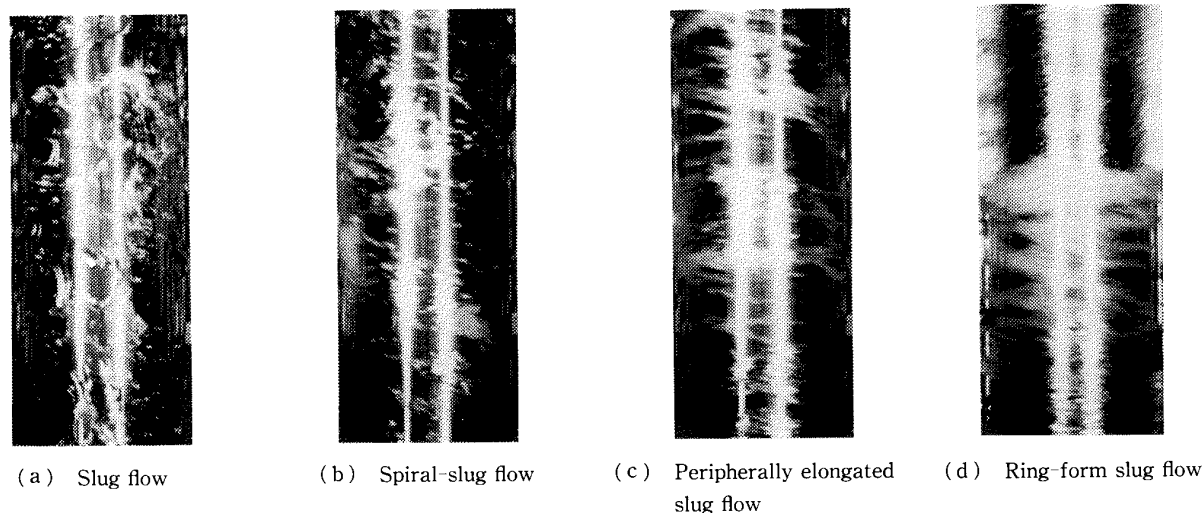 (a) Slug flow
(b) Spiral-slug flow
(c) Peripherally elongated
slug flow
(d) Ring-form slug flow